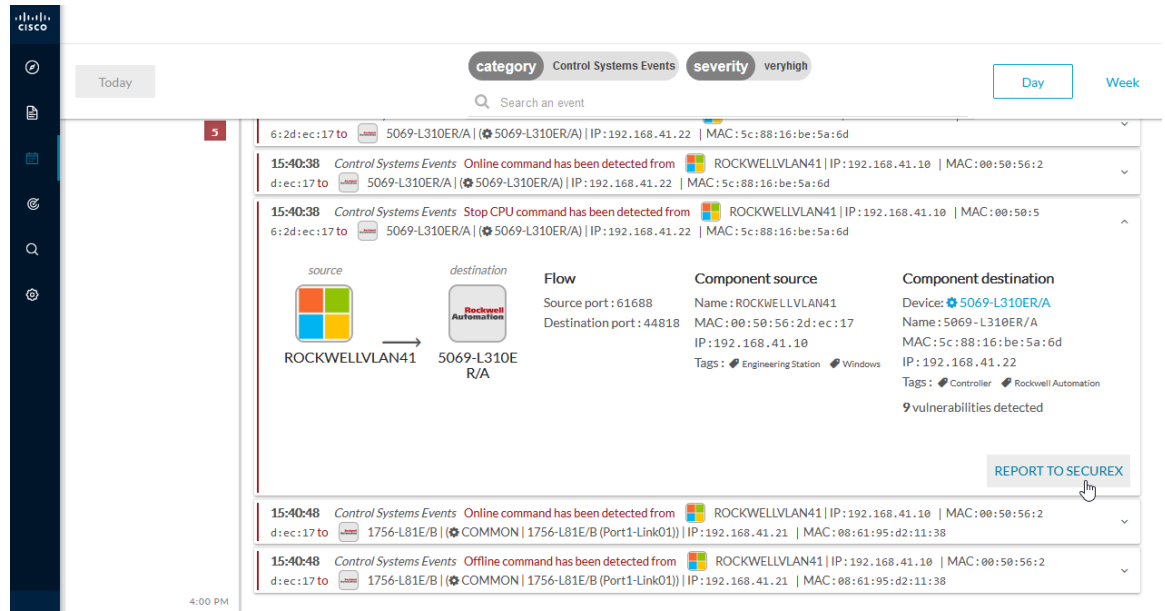 CISCO
Today
category Control Systems Events severity veryhigh
Search an event
Day
Week
5
6:2d:ec:17 to 5069-L310ER/A | (5069-L310ER/A) | IP:192.168.41.22 | MAC:5c:88:16:be:5a:6d
15:40:38 Control Systems Events Online command has been detected from ROCKWELLVLAN41 | IP:192.168.41.10 | MAC:00:50:56:2
d:ec:17 to 5069-L310ER/A | (5069-L310ER/A) | IP:192.168.41.22 | MAC:5c:88:16:be:5a:6d
15:40:38 Control Systems Events Stop CPU command has been detected from ROCKWELLVLAN41 | IP:192.168.41.10 | MAC:00:50:5
6:2d:ec:17 to 5069-L310ER/A | (5069-L310ER/A) | IP:192.168.41.22 | MAC:5c:88:16:be:5a:6d
source
Rockwell Automation
ROCKWELLVLAN41
destination
5069-L310E
R/A
Flow
Source port : 61688
Destination port : 44818
Component source
Name : ROCKWELLVLAN41
MAC:00:50:56:2d:ec:17
IP:192.168.41.10
Tags : Engineering Station Windows
Component destination
Device: 5069-L310ER/A
Name : 5069-L310ER/A
MAC:5c:88:16:be:5a:6d
IP:192.168.41.22
Tags : Controller Rockwell Automation
9 vulnerabilities detected
REPORT TO SECUREX
15:40:48 Control Systems Events Online command has been detected from ROCKWELLVLAN41 | IP:192.168.41.10 | MAC:00:50:56:2
d:ec:17 to 1756-L81E/B | (COMMON | 1756-L81E/B (Port1-Link01)) | IP:192.168.41.21 | MAC:08:61:95:d2:11:38
15:40:48 Control Systems Events Offline command has been detected from ROCKWELLVLAN41 | IP:192.168.41.10 | MAC:00:50:56:2
d:ec:17 to 1756-L81E/B | (COMMON | 1756-L81E/B (Port1-Link01)) | IP:192.168.41.21 | MAC:08:61:95:d2:11:38
4:00 PM